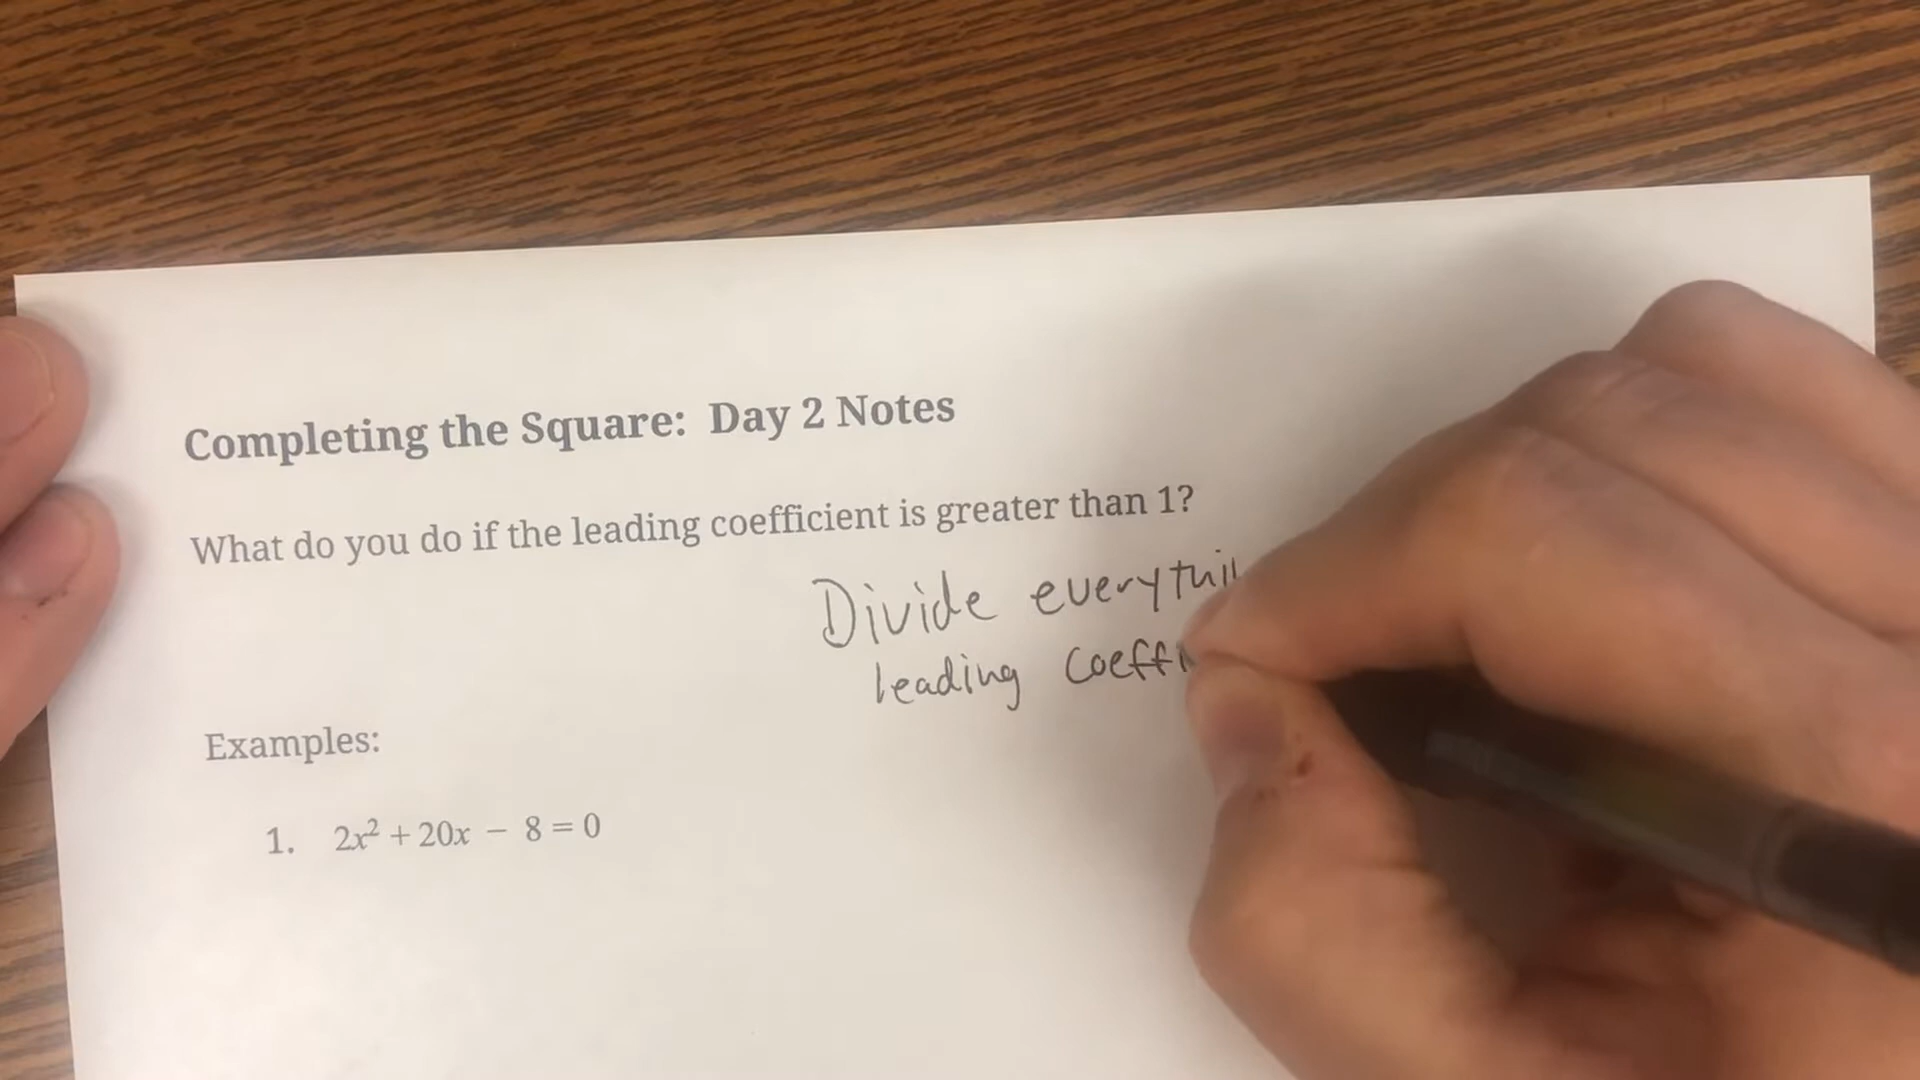 Completing the Square: Day 2 Notes
What do you do if the leading coefficient is greater than 1?
Divide
leading
Examples:
1. 2x² + 20x − 8 = 0